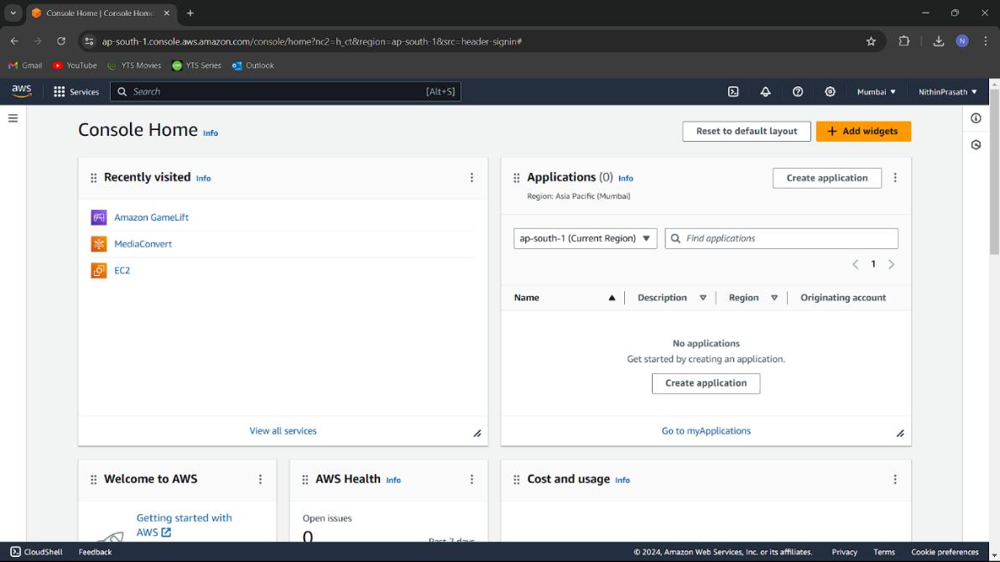 Console Home | Console Home
ap-south-1.console.aws.amazon.com/console/home?nc2=h_ct&region=ap-south-1&src=header-signin#
N
Gmail YouTube YTS Movies YTS Series Outlook
aws Services Search [Alt+S] Mumbai NithinPrasath
Console Home Info
Reset to default layout Add widgets
Recently visited Info
Amazon GameLift
MediaConvert
EC2
View all services
Applications (0) Info
Region: Asia Pacific (Mumbai)
Create application
ap-south-1 (Current Region) Find applications
1
Name Description Region Originating account
No applications
Get started by creating an application.
Create application
Go to myApplications
Welcome to AWS
Getting started with
AWS
AWS Health Info
Open issues
0
Past 7 days
Cost and usage Info
CloudShell Feedback © 2024, Amazon Web Services, Inc. or its affiliates. Privacy Terms Cookie preferences